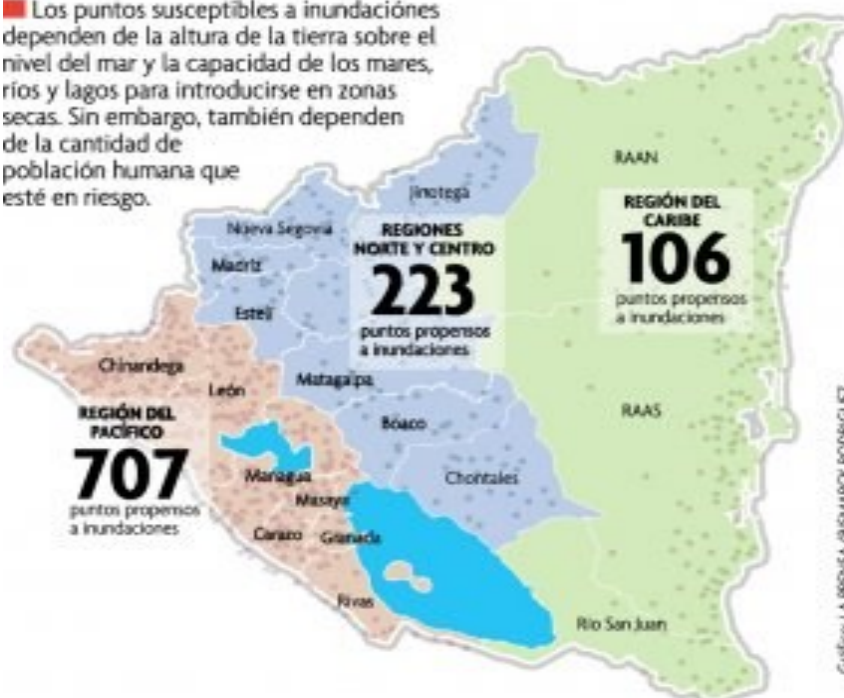 Los puntos susceptibles a inundaciónes
dependen de la altura de la tierra sobre el
nivel del mar y la capacidad de los mares,
ríos y lagos para introducirse en zonas
secas. Sin embargo, también dependen
de la cantidad de
población humana que
esté en riesgo.
RAAN
Jinotega
REGIÓN DEL
CARIBE
106
puntos propensos
a inundaciones
Nueva Segovia
REGIONES
NORTE Y CENTRO
223
puntos propensos
a inundaciones
Madriz
Estelí
Chinandega
León
Matagalpa
REGIÓN DEL
PACÍFICO
707
puntos propensos
a inundaciones
Boaco
RAAS
Managua
Chontales
Masaya
Carazo
Granada
Rivas
Río San Juan
LA PRENSA